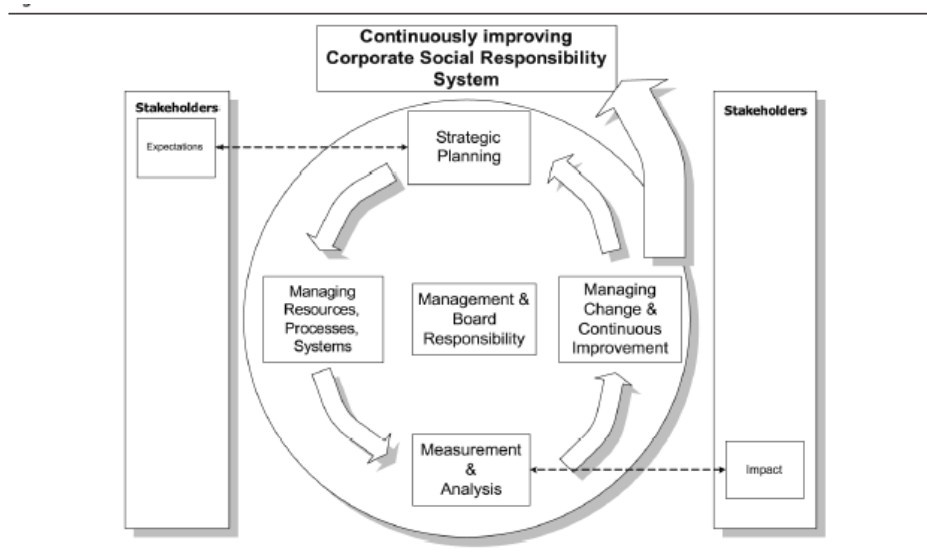 Continuously improving
Corporate Social Responsibility
System
Stakeholders
Expectations
Stakeholders
Strategic
Planning
Managing
Resources,
Processes,
Systems
Management &
Board
Responsibility
Managing
Change &
Continuous
Improvement
Measurement
&
Analysis
Impact